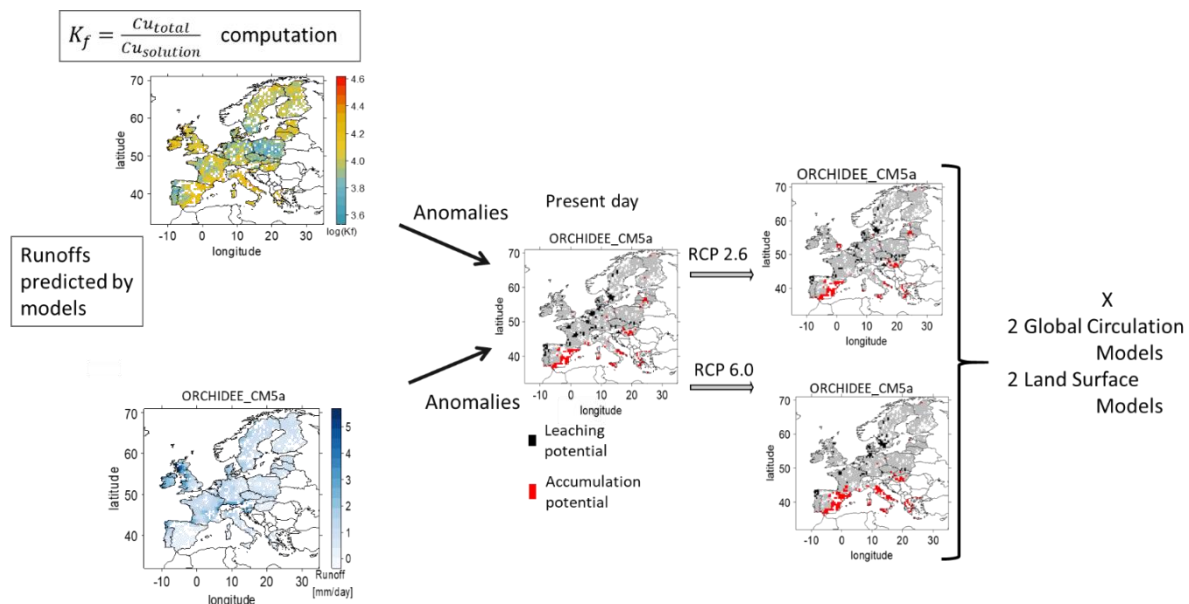 K_f = Cu_total / Cu_solution computation
70
60
50
40
latitude
-10 0 10 20 30
longitude
4.6
4.4
4.2
4.0
3.8
3.6
log(Kf)
Runoffs
predicted by
models
ORCHIDEE_CM5a
70
60
50
40
latitude
-10 0 10 20 30
longitude
5
4
3
2
1
0
Runoff
[mm/day]
Anomalies
Anomalies
Present day
ORCHIDEE_CM5a
70
60
50
40
latitude
-10 0 10 20 30
longitude
Leaching
potential
Accumulation
potential
RCP 2.6
RCP 6.0
ORCHIDEE_CM5a
70
60
50
40
latitude
-10 0 10 20 30
longitude
ORCHIDEE_CM5a
70
60
50
40
latitude
-10 0 10 20 30
longitude
X
2 Global Circulation
Models
2 Land Surface
Models